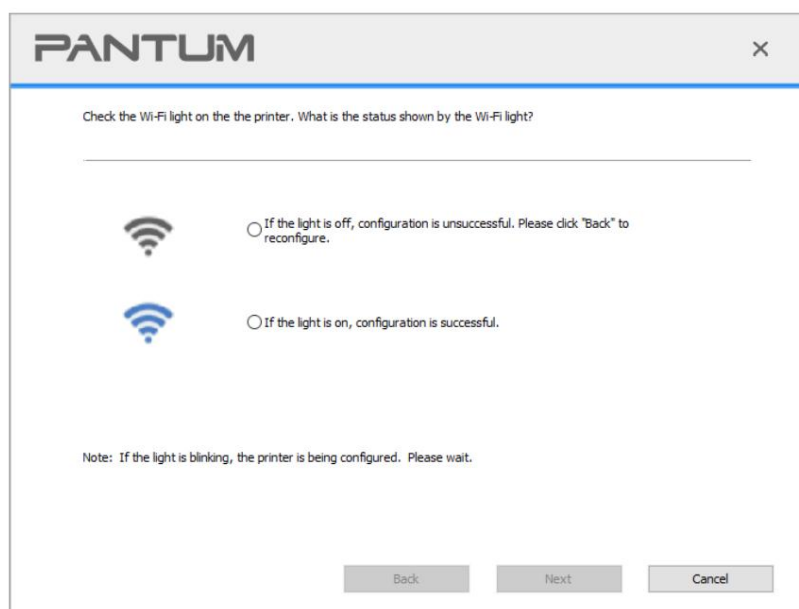 PANTUM
Check the Wi-Fi light on the the printer. What is the status shown by the Wi-Fi light?
If the light is off, configuration is unsuccessful. Please click "Back" to
reconfigure.
If the light is on, configuration is successful.
Note: If the light is blinking, the printer is being configured. Please wait.
Back
Next
Cancel